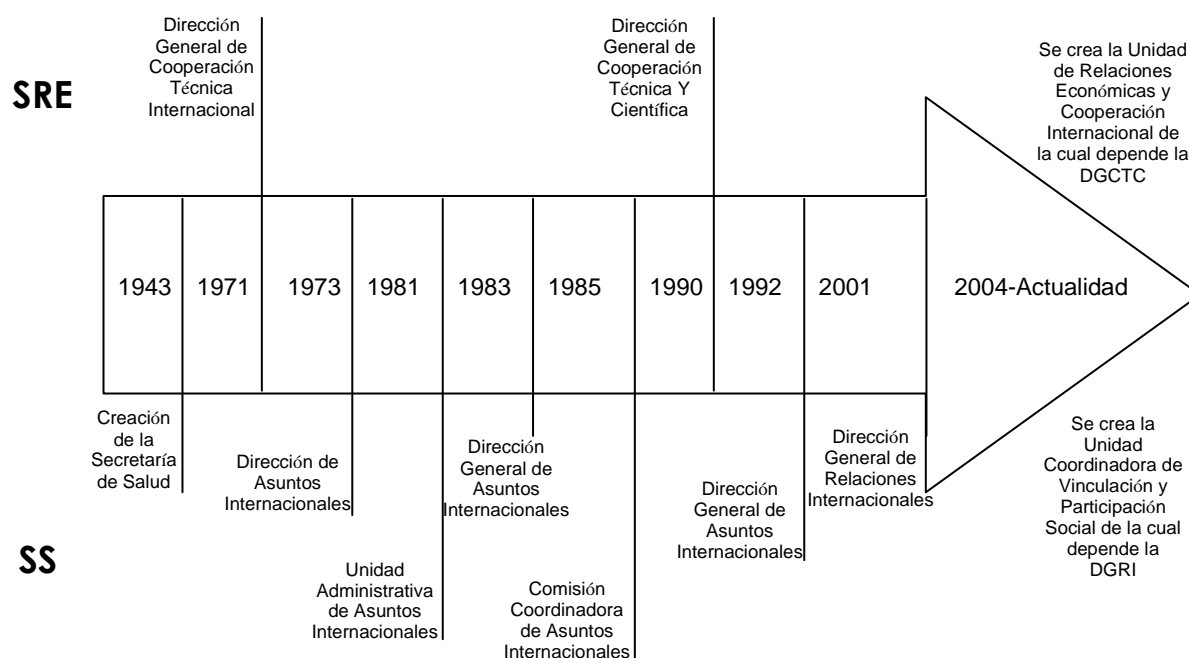 Dirección
General de
Cooperación
Técnica
Internacional
Dirección
General de
Cooperación
Técnica Y
Científica
Se crea la Unidad
de Relaciones
Económicas y
Cooperación
Internacional de
la cual depende la
DGCTC
SRE
1943
1971
1973
1981
1983
1985
1990
1992
2001
2004-Actualidad
Creación
de la
Secretaría
de Salud
Dirección de
Asuntos
Internacionales
Unidad
Administrativa
de Asuntos
Internacionales
Dirección
General de
Asuntos
Internacionales
Comisión
Coordinadora
de Asuntos
Internacionales
Dirección
General de
Asuntos
Internacionales
Dirección
General de
Relaciones
Internacionales
Se crea la
Unidad
Coordinadora de
Vinculación y
Participación
Social de la cual
depende la
DGRI
SS